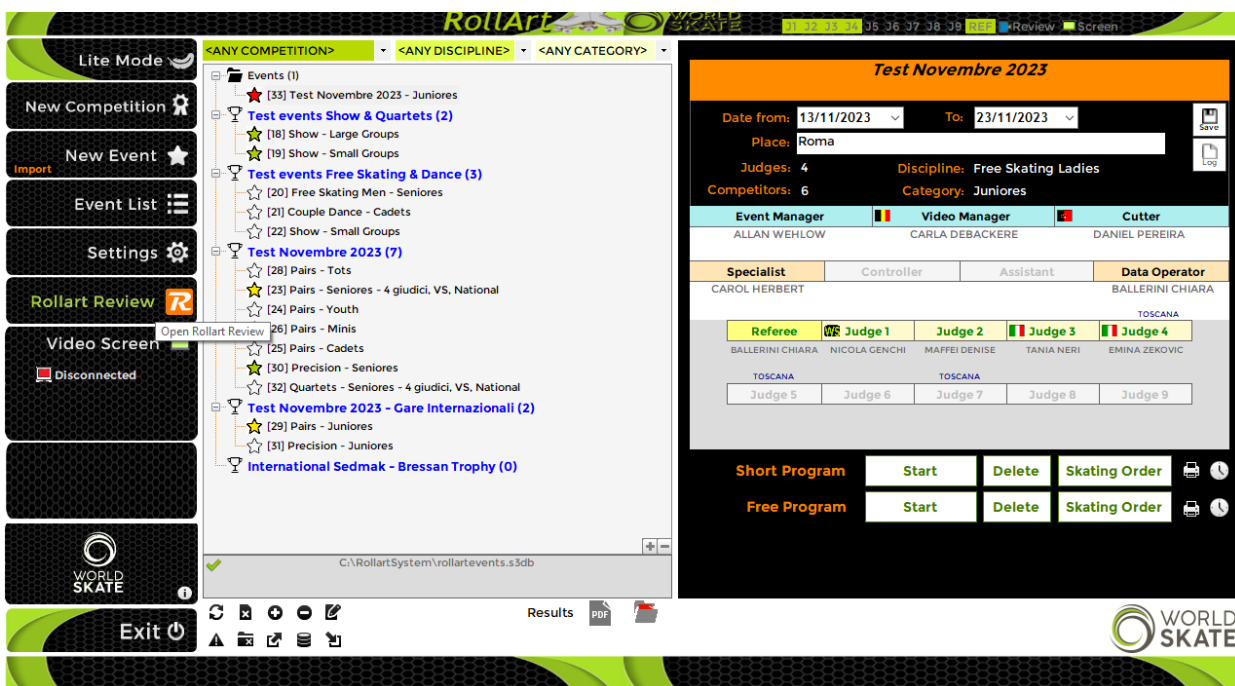 RollArt WORLD SKATE J1 J2 J3 J4 J5 J6 J7 J8 J9 REF Review Screen
Lite Mode
New Competition
New Event
Import
Event List
Settings
Rollart Review
Open Rollart Review
Video Screen
Disconnected
WORLD
SKATE
Exit
<ANY COMPETITION> <ANY DISCIPLINE> <ANY CATEGORY>
Events (1)
[33] Test Novembre 2023 - Juniores
Test events Show & Quartets (2)
[18] Show - Large Groups
[19] Show - Small Groups
Test events Free Skating & Dance (3)
[20] Free Skating Men - Seniores
[21] Couple Dance - Cadets
[22] Show - Small Groups
Test Novembre 2023 (7)
[28] Pairs - Tots
[23] Pairs - Seniores - 4 giudici, VS, National
[24] Pairs - Youth
26] Pairs - Minis
[25] Pairs - Cadets
[30] Precision - Seniores
[32] Quartets - Seniores - 4 giudici, VS, National
Test Novembre 2023 - Gare Internazionali (2)
[29] Pairs - Juniores
[31] Precision - Juniores
International Sedmak - Bressan Trophy (0)
C:\RollartSystem\rollartevents.s3db
Results PDF
Test Novembre 2023
Date from: 13/11/2023 To: 23/11/2023
Save
Place: Roma
Log
Judges: 4 Discipline: Free Skating Ladies
Competitors: 6 Category: Juniores
Event Manager Video Manager Cutter
ALLAN WEHLOW CARLA DEBACKERE DANIEL PEREIRA
Specialist Controller Assistant Data Operator
CAROL HERBERT BALLERINI CHIARA
TOSCANA
Referee WS Judge 1 Judge 2 Judge 3 Judge 4
BALLERINI CHIARA NICOLA GENCHI MAFFEI DENISE TANIA NERI EMINA ZEKOVIC
TOSCANA TOSCANA
Judge 5 Judge 6 Judge 7 Judge 8 Judge 9
Short Program Start Delete Skating Order
Free Program Start Delete Skating Order
WORLD
SKATE